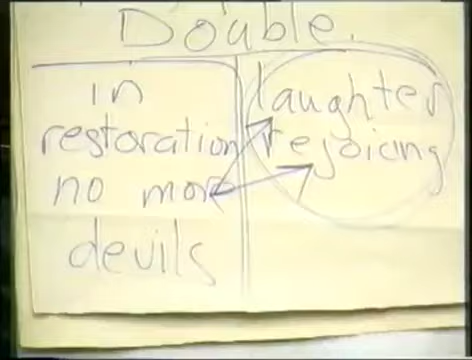 Double.
in
restoration
no more
devils
laughter
rejoicing